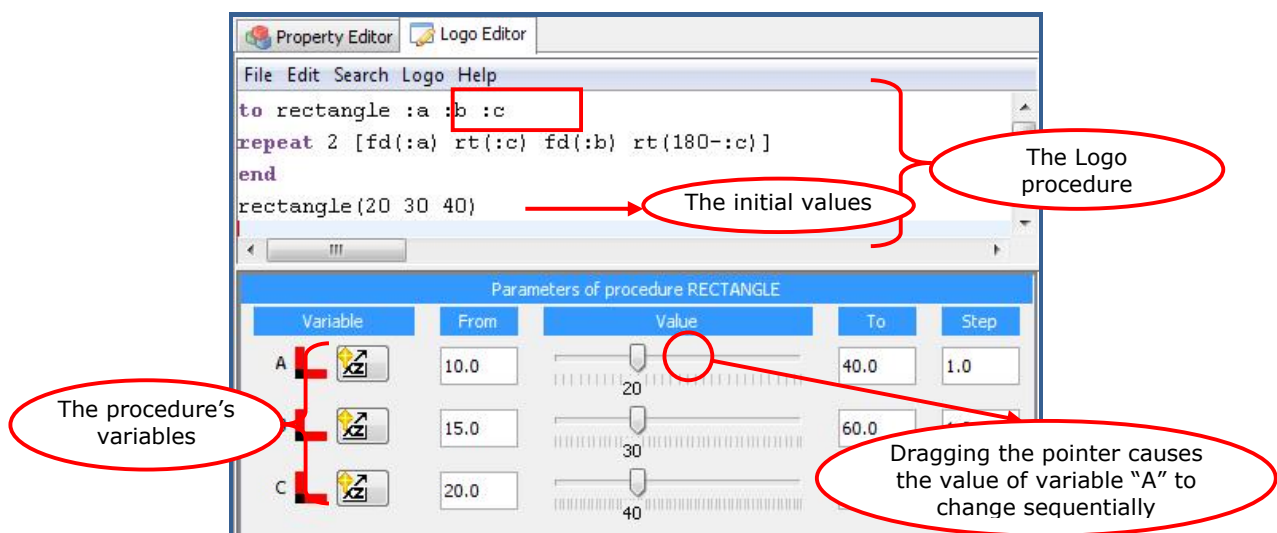 Property Editor Logo Editor
File Edit Search Logo Help
to rectangle :a :b :c
repeat 2 [fd(:a) rt(:c) fd(:b) rt(180-:c)]
end
rectangle(20 30 40)
The Logo
procedure
The initial values
Parameters of procedure RECTANGLE
Variable From Value To Step
A 10.0 20 40.0 1.0
15.0 30 60.0
C 20.0 40
The procedure's
variables
Dragging the pointer causes
the value of variable “A” to
change sequentially